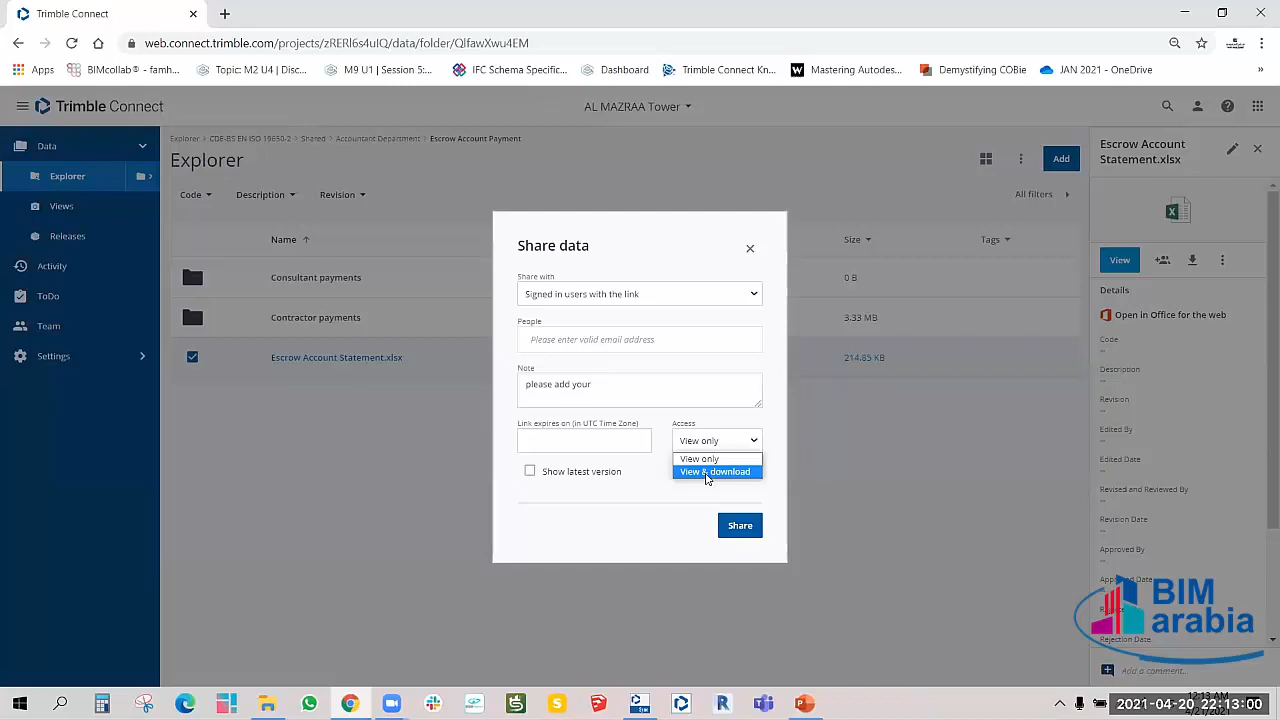 Trimble Connect
web.connect.trimble.com/projects/zRERl6s4uIQ/data/folder/QlfawXwu4EM
Apps
BIMcollab® - famh...
Topic: M2 U4 | Disc...
M9 U1 | Session 5:...
IFC Schema Specific...
Dashboard
Trimble Connect Kn...
Mastering Autodes...
Demystifying COBie
JAN 2021 - OneDrive
»
Trimble Connect
AL MAZRAA Tower
Data
Explorer
Views
Releases
Activity
ToDo
Team
Settings
Explorer › CDE-BS EN ISO 19650-2 › Shared › Accountant Department › Escrow Account Payment
Explorer
Add
Code
Description
Revision
All filters
Name
Size
Tags
Consultant payments
0 B
Contractor payments
3.33 MB
Escrow Account Statement.xlsx
214.85 KB
Share data
Share with
Signed in users with the link
People
Please enter valid email address
Note
please add your
Link expires on (in UTC Time Zone)
Access
View only
View only
View & download
Show latest version
Share
Escrow Account
Statement.xlsx
View
Details
Open in Office for the web
Code
--
Description
--
Revision
--
Edited By
--
Edited Date
--
Revised and Reviewed By
--
Revision Date
--
Approved By
--
Rejection Date
Add a comment...
BIM
arabia
12:13 AM
2021-04-20 22:13:00